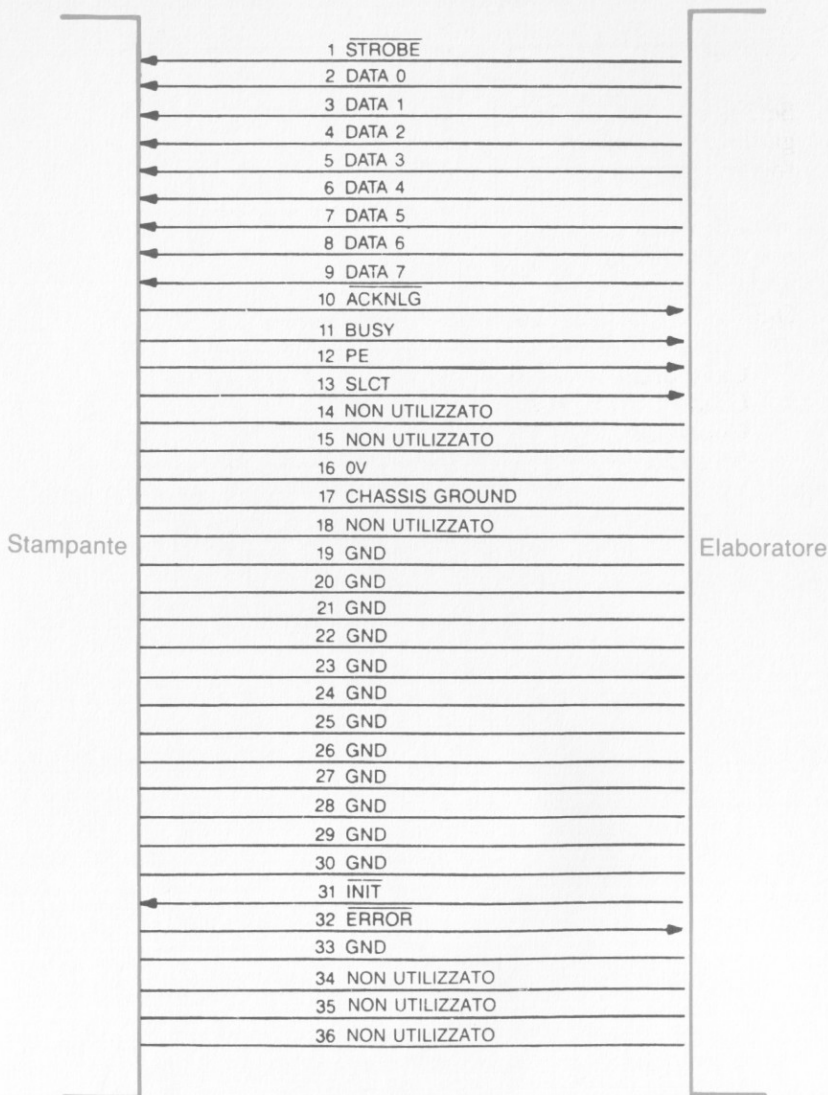 1 STROBE
2 DATA 0
3 DATA 1
4 DATA 2
5 DATA 3
6 DATA 4
7 DATA 5
8 DATA 6
9 DATA 7
10 ACKNLG
11 BUSY
12 PE
13 SLCT
14 NON UTILIZZATO
15 NON UTILIZZATO
16 0V
17 CHASSIS GROUND
18 NON UTILIZZATO
Stampante
Elaboratore
19 GND
20 GND
21 GND
22 GND
23 GND
24 GND
25 GND
26 GND
27 GND
28 GND
29 GND
30 GND
31 INIT
32 ERROR
33 GND
34 NON UTILIZZATO
35 NON UTILIZZATO
36 NON UTILIZZATO